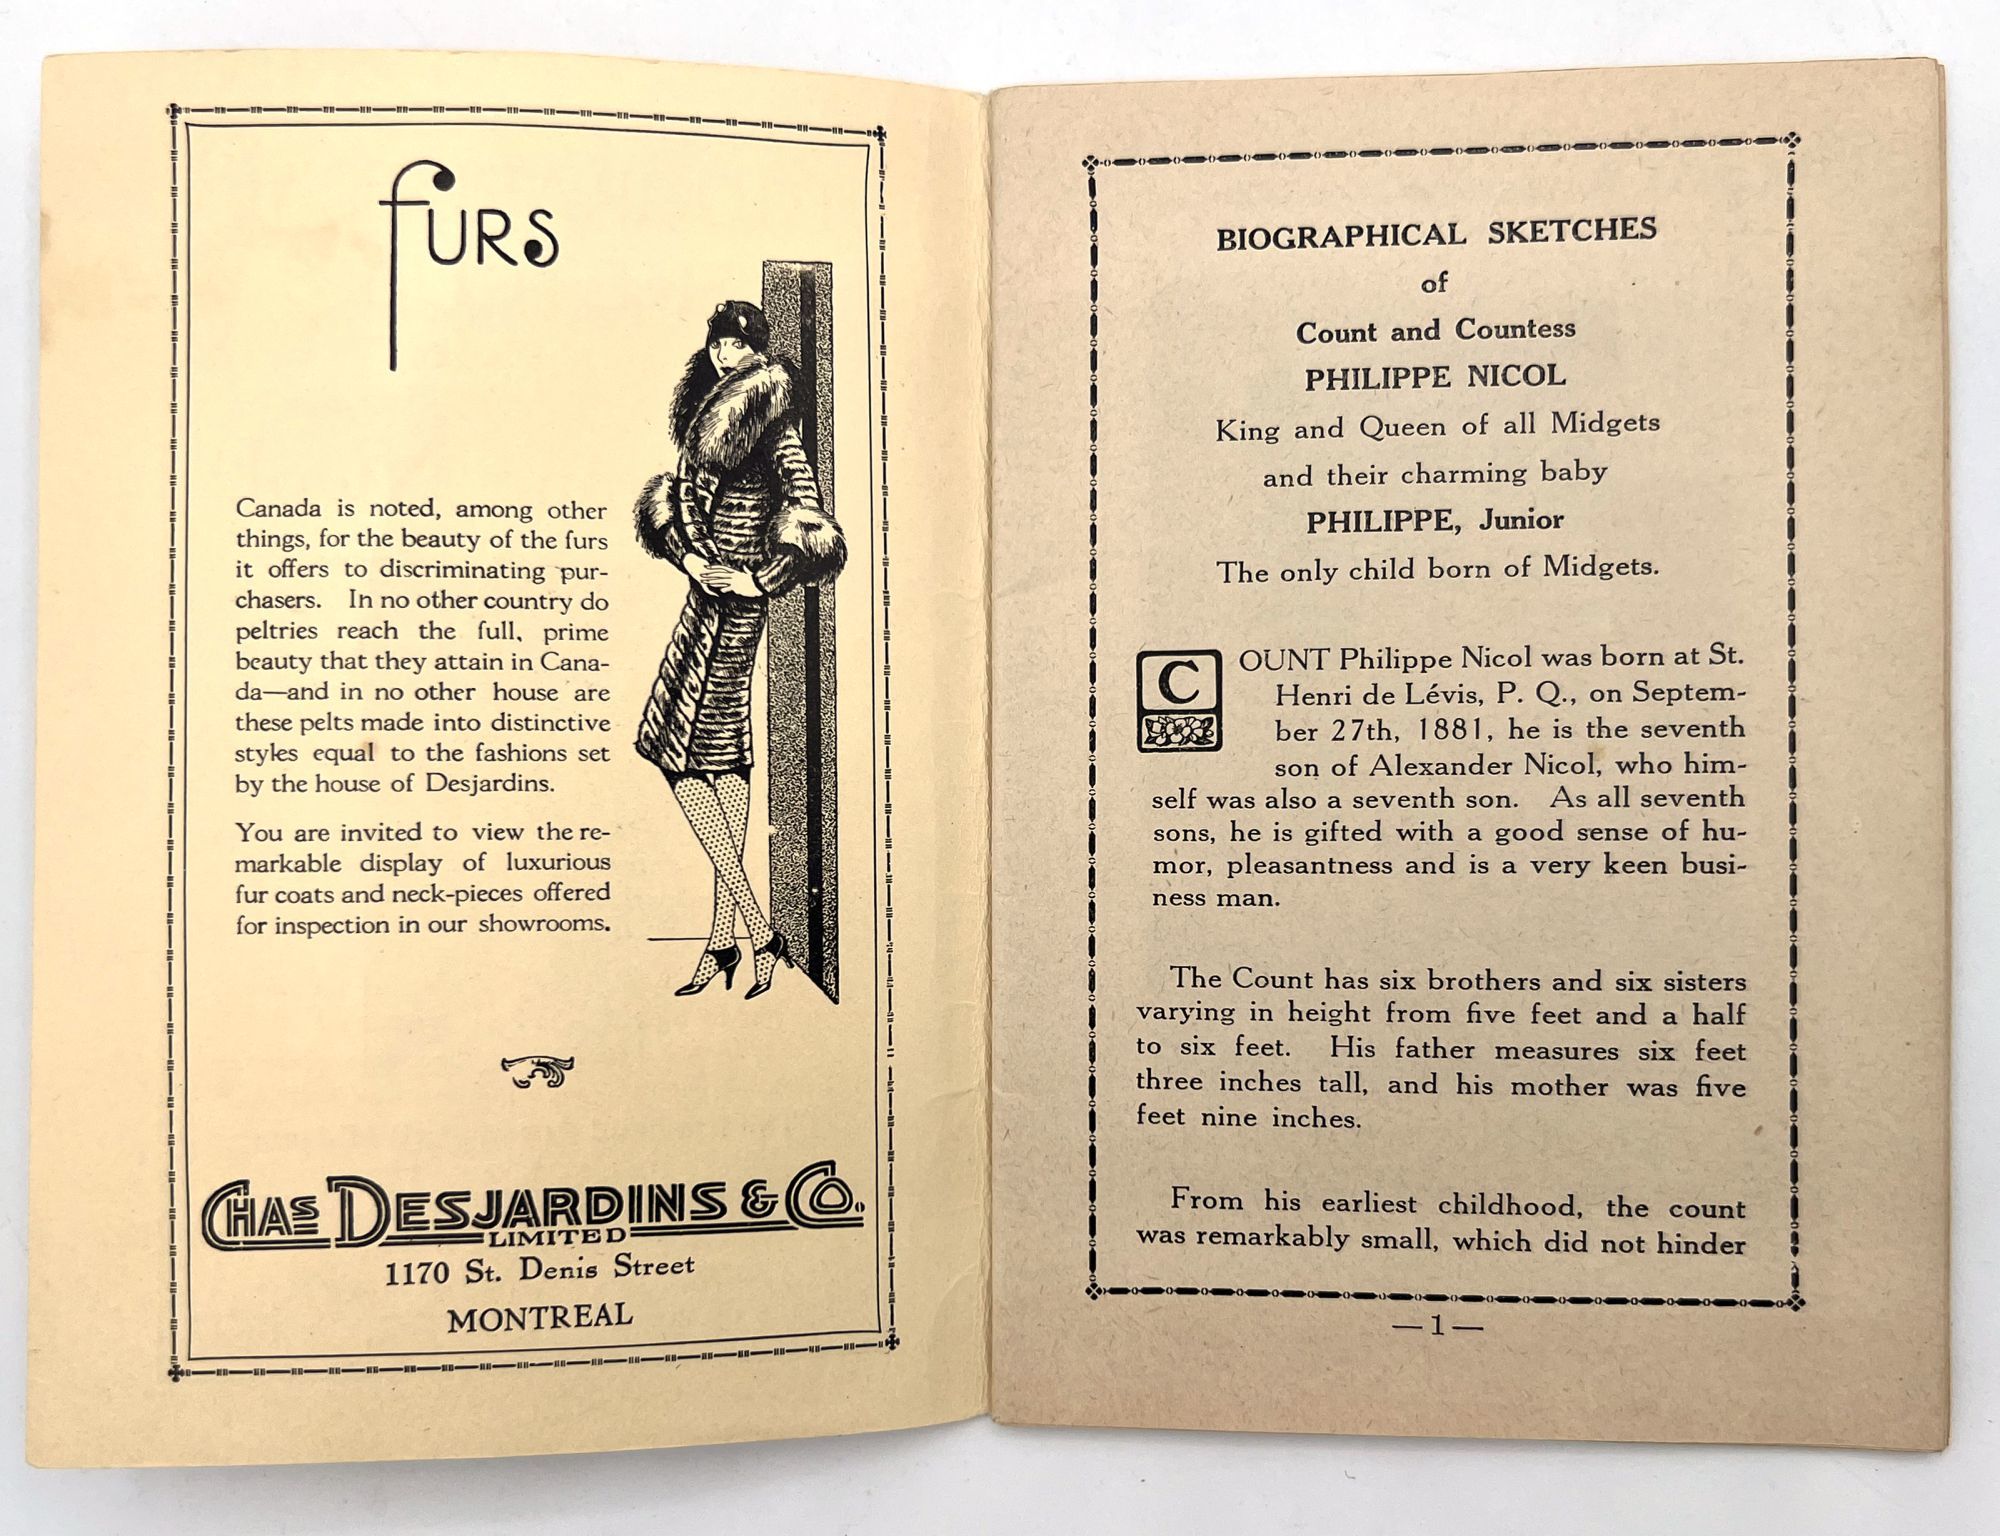 fURS
Canada is noted, among other
things, for the beauty of the furs
it offers to discriminating pur-
chasers. In no other country do
peltries reach the full, prime
beauty that they attain in Cana-
da—and in no other house are
these pelts made into distinctive
styles equal to the fashions set
by the house of Desjardins.
You are invited to view the re-
markable display of luxurious
fur coats and neck-pieces offered
for inspection in our showrooms.
CHAS DESJARDINS & CO.
LIMITED
1170 St. Denis Street
MONTREAL
BIOGRAPHICAL SKETCHES
of
Count and Countess
PHILIPPE NICOL
King and Queen of all Midgets
and their charming baby
PHILIPPE, Junior
The only child born of Midgets.
COUNT Philippe Nicol was born at St.
Henri de Lévis, P. Q., on Septem-
ber 27th, 1881, he is the seventh
son of Alexander Nicol, who him-
self was also a seventh son. As all seventh
sons, he is gifted with a good sense of hu-
mor, pleasantness and is a very keen busi-
ness man.
The Count has six brothers and six sisters
varying in height from five feet and a half
to six feet. His father measures six feet
three inches tall, and his mother was five
feet nine inches.
From his earliest childhood, the count
was remarkably small, which did not hinder
—1—